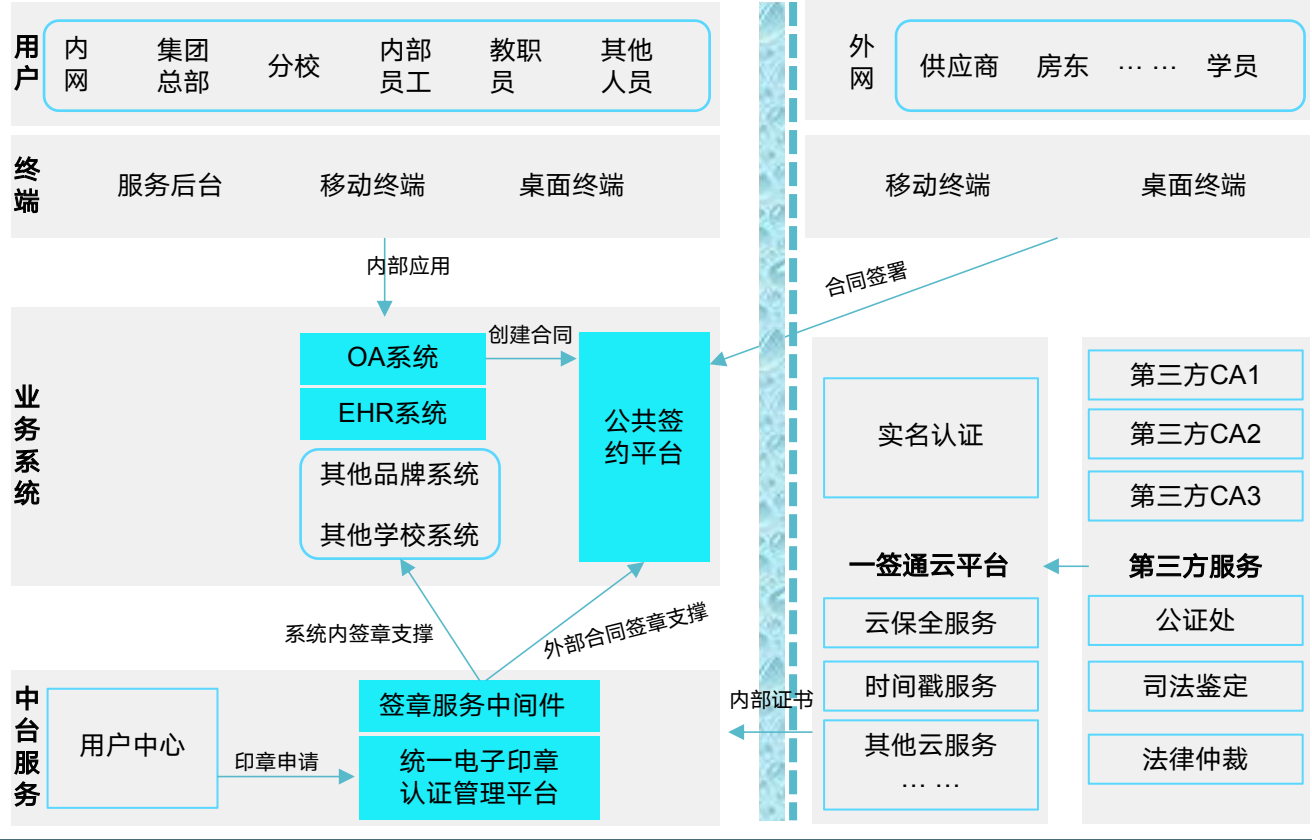 用
户
内
网
集团
总部
分校
内部
员工
教职
员
其他
人员
外
网
供应商
房东
… …
学员
终
端
服务后台
移动终端
桌面终端
移动终端
桌面终端
内部应用
合同签署
业
务
系
统
OA系统
创建合同
EHR系统
其他品牌系统
其他学校系统
公共签
约平台
实名认证
第三方CA1
第三方CA2
第三方CA3
一签通云平台
第三方服务
云保全服务
时间戳服务
其他云服务
… …
公证处
司法鉴定
法律仲裁
系统内签章支撑
外部合同签章支撑
内部证书
中
台
服
务
用户中心
印章申请
签章服务中间件
统一电子印章
认证管理平台